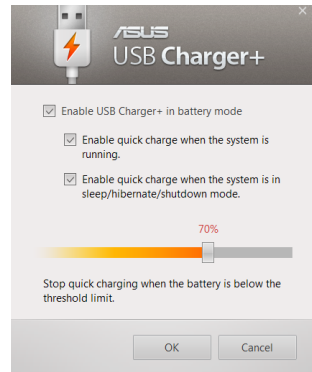 ASUS
USB Charger+
Enable USB Charger+ in battery mode
Enable quick charge when the system is
running.
Enable quick charge when the system is in
sleep/hibernate/shutdown mode.
70%
Stop quick charging when the battery is below the
threshold limit.
OK
Cancel